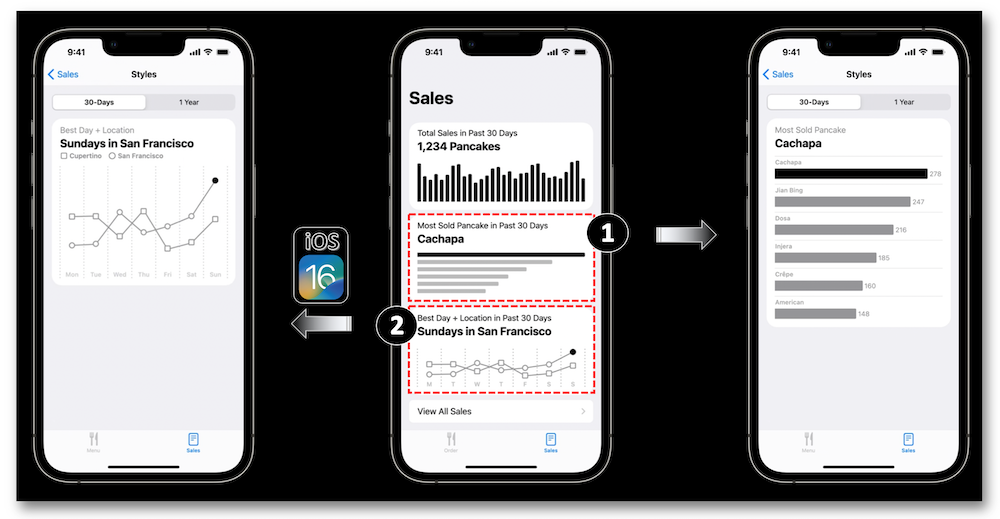 9:41
Sales
Styles
30-Days
1 Year
Best Day + Location
Sundays in San Francisco
Cupertino San Francisco
Mon Tue Wed Thu Fri Sat Sun
Menu
Sales
iOS
16
9:41
Sales
Total Sales in Past 30 Days
1,234 Pancakes
Most Sold Pancake in Past 30 Days
Cachapa
1
2
Best Day + Location in Past 30 Days
Sundays in San Francisco
M T W T F S S
View All Sales
Order
Sales
9:41
Sales
Styles
30-Days
1 Year
Most Sold Pancake
Cachapa
Cachapa
278
Jian Bing
247
Dosa
216
Injera
185
Crêpe
160
American
148
Menu
Sales